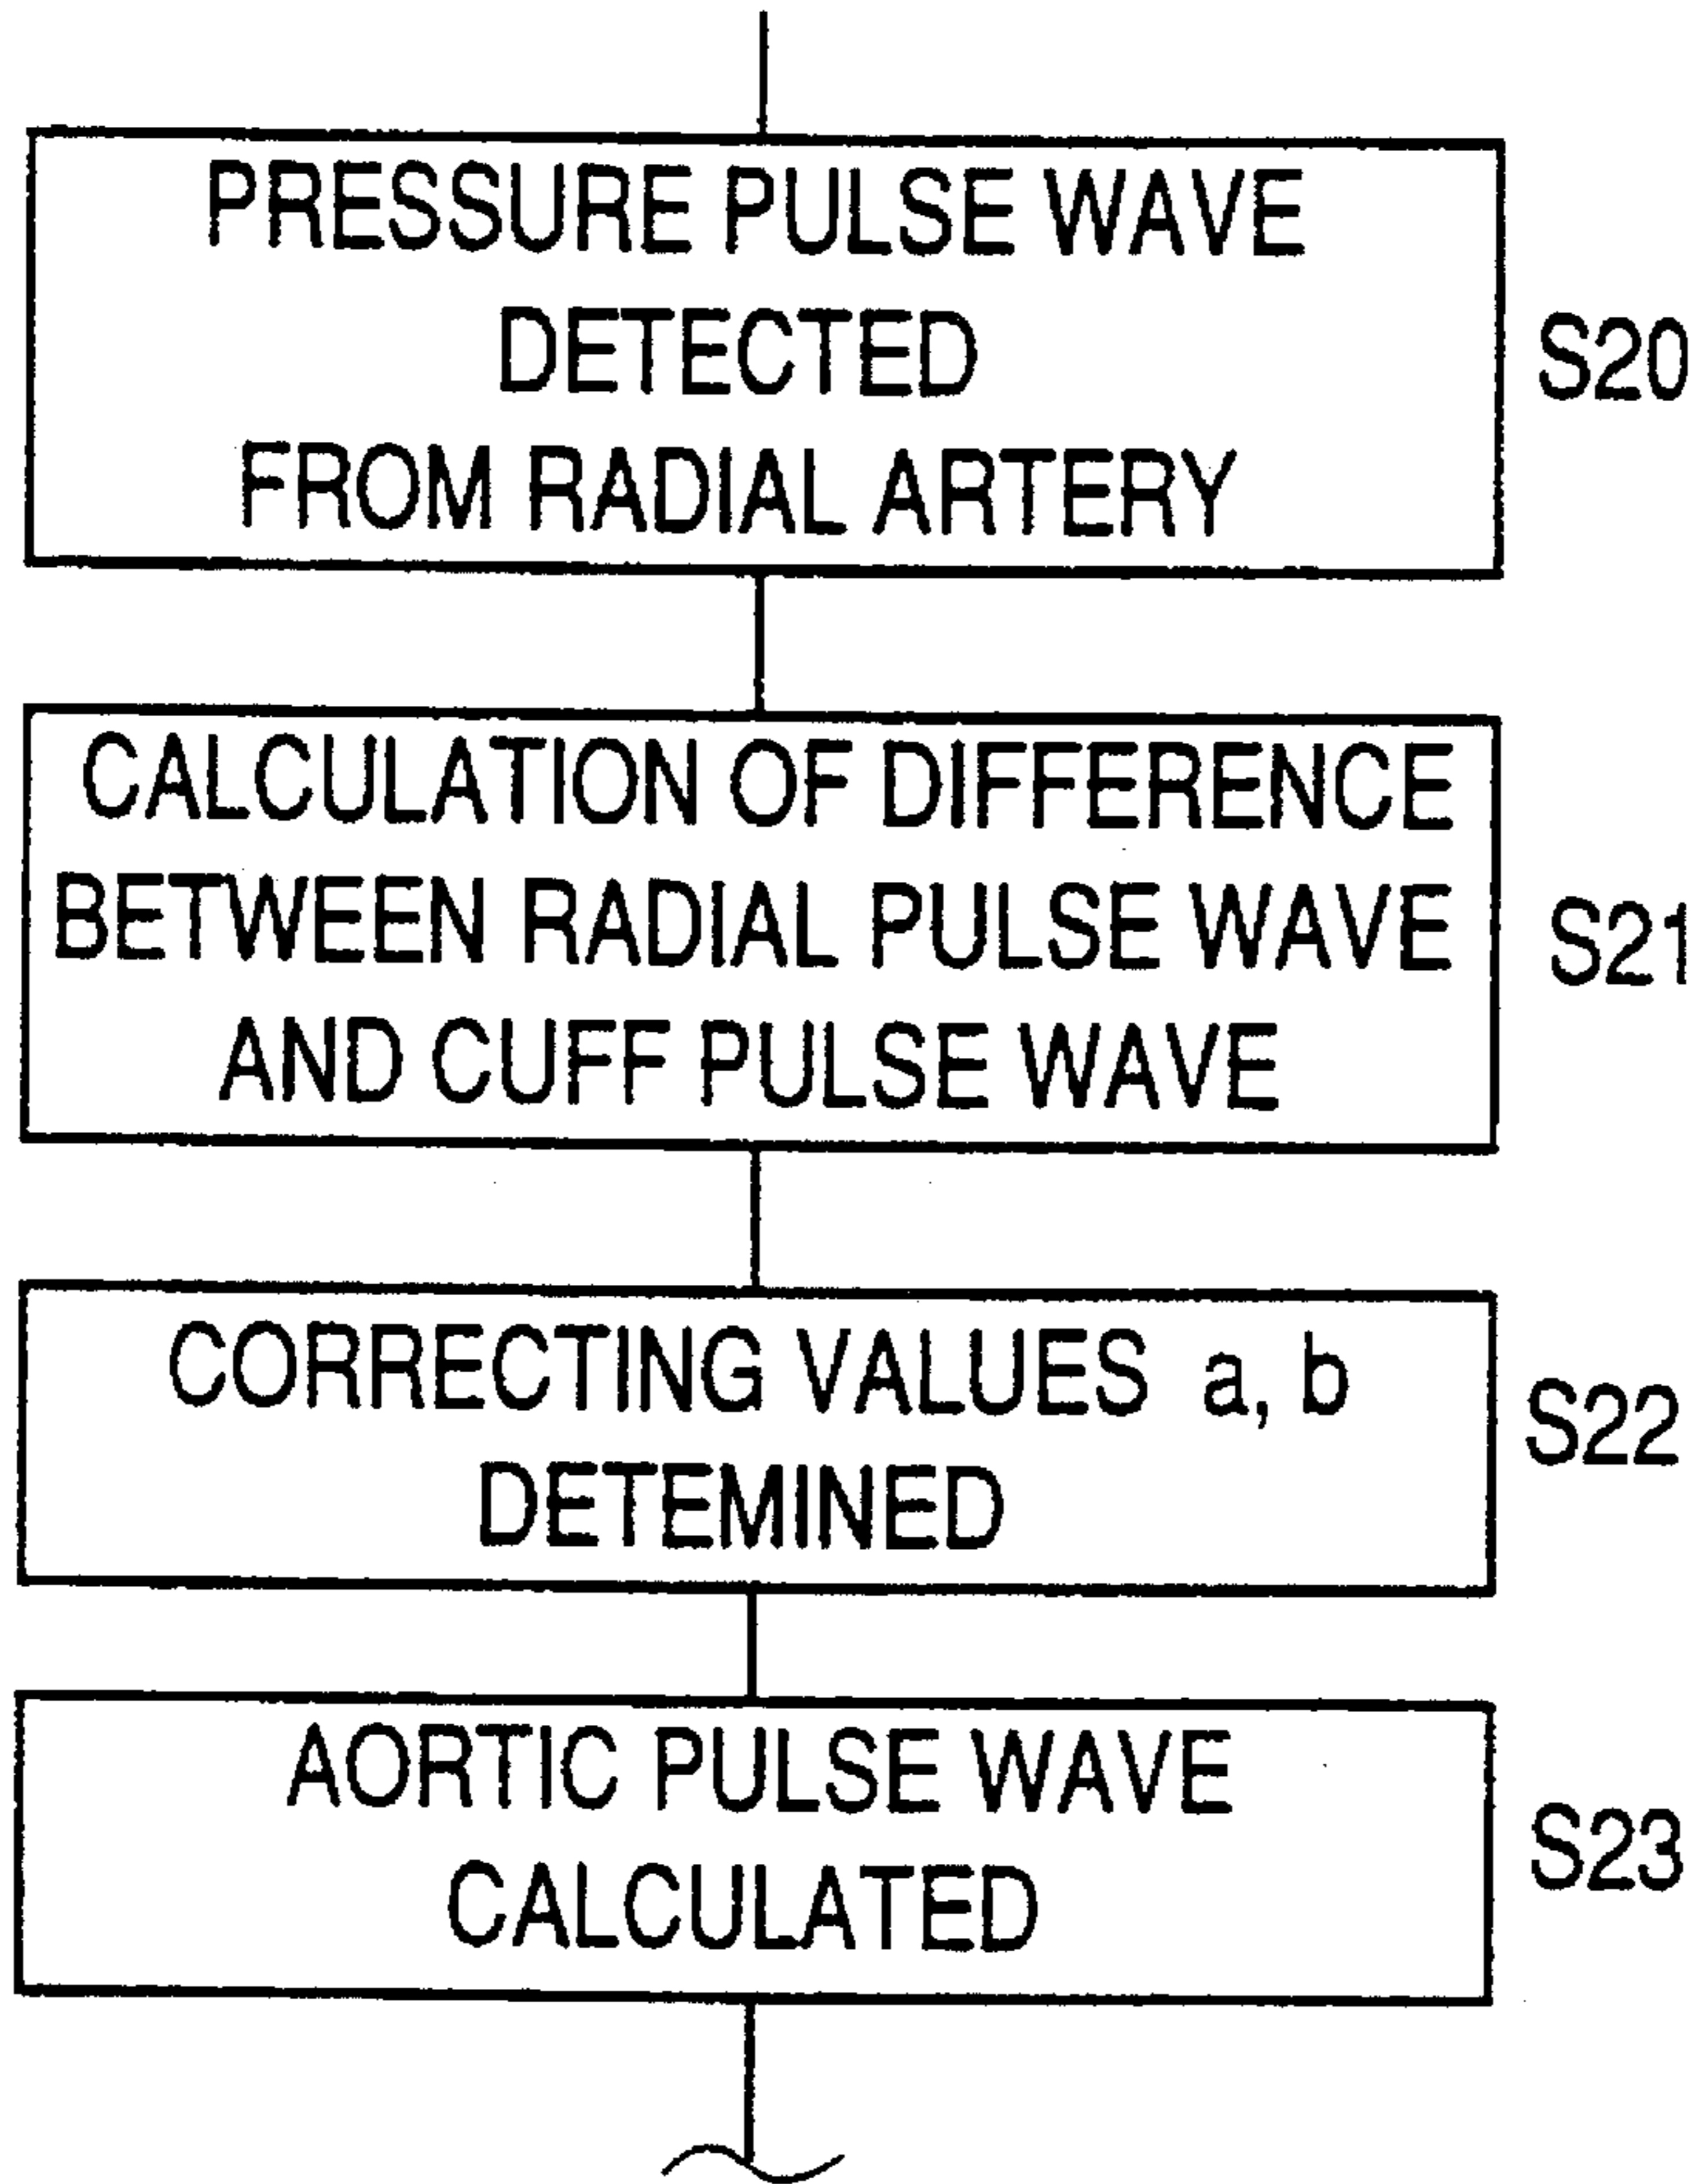 PRESSURE PULSE WAVE
DETECTED
FROM RADIAL ARTERY
S20
CALCULATION OF DIFFERENCE
BETWEEN RADIAL PULSE WAVE
AND CUFF PULSE WAVE
S21
CORRECTING VALUES a, b
DETEMINED
S22
AORTIC PULSE WAVE
CALCULATED
S23